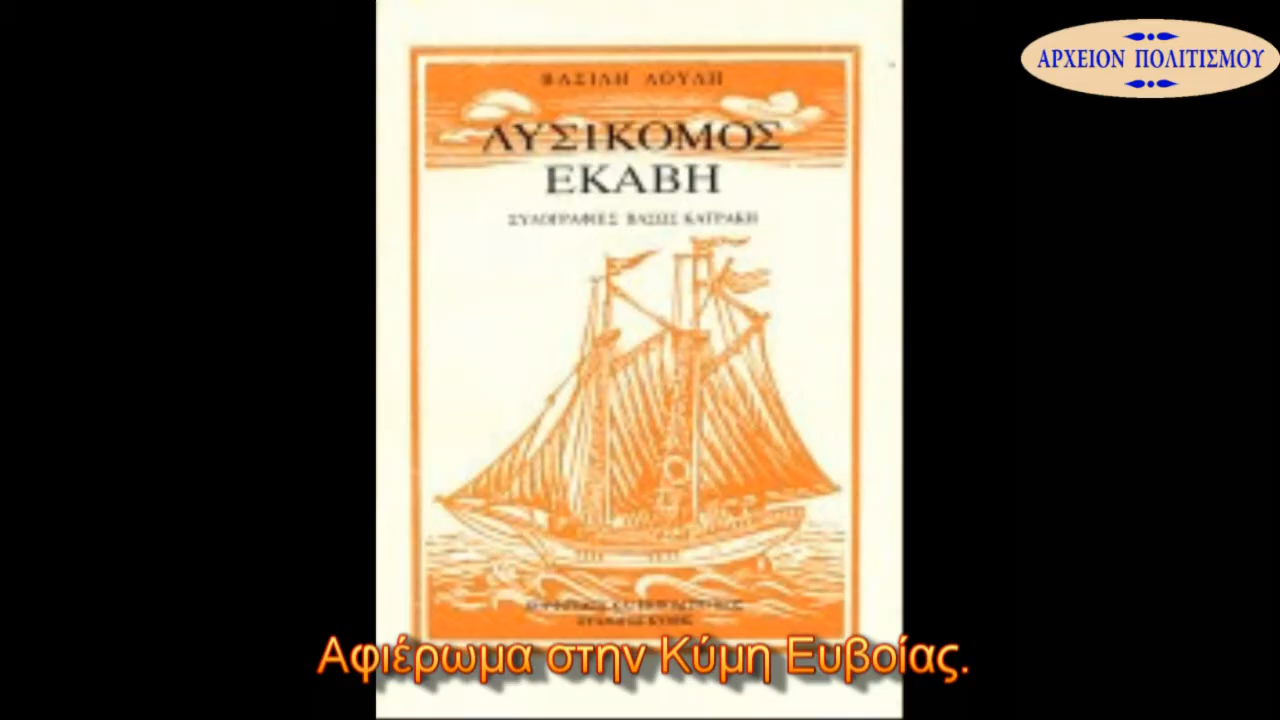 ΑΡΧΕΙΟΝ ΠΟΛΙΤΙΣΜΟΥ
ΒΑΣΙΛΗ ΛΟΥΛΗ
ΛΥΣΙΚΟΜΟΣ
ΕΚΑΒΗ
ΞΥΛΟΓΡΑΦΙΕΣ ΒΑΣΩΣ ΚΑΤΡΑΚΗ
Αφιέρωμα στην Κύμη Ευβοίας.